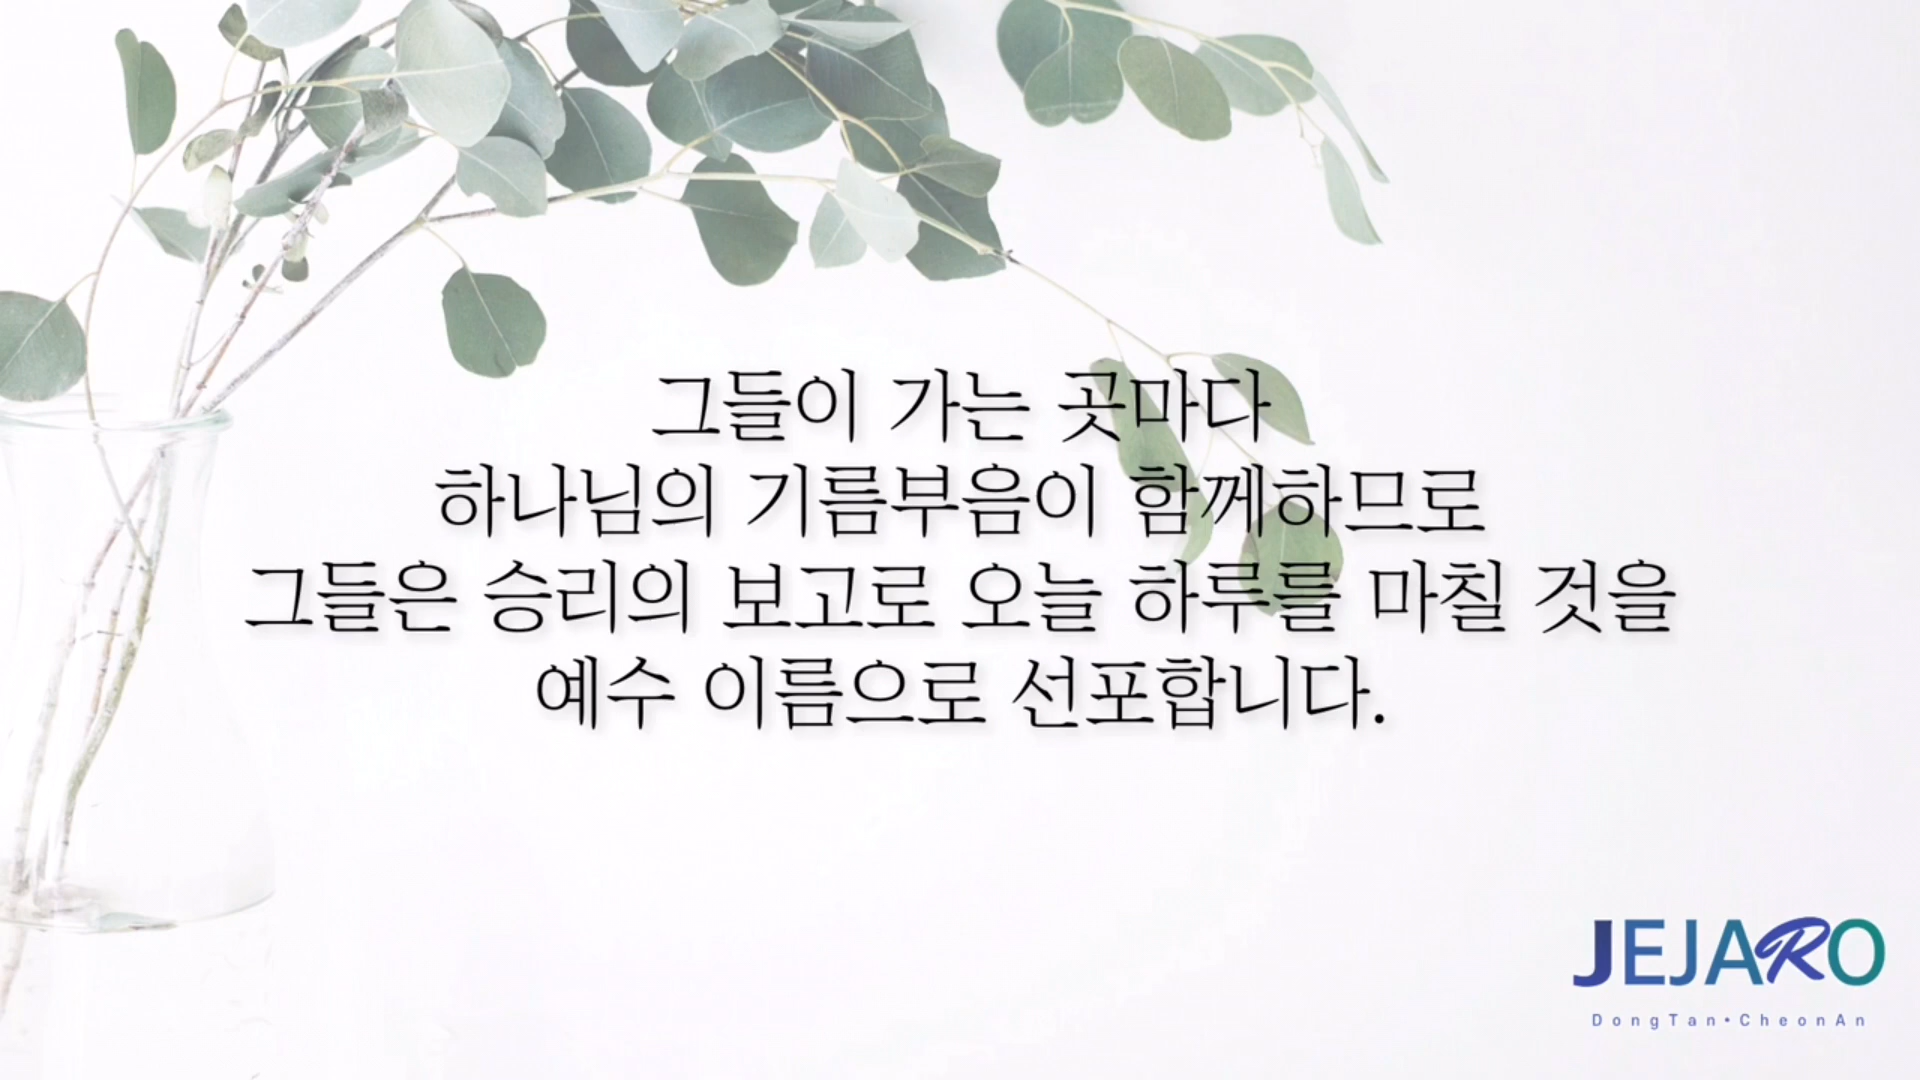 그들이 가는 곳마다
하나님의 기름부음이 함께하므로
그들은 승리의 보고로 오늘 하루를 마칠 것을
예수 이름으로 선포합니다.
JEJARO
DongTan•CheonAn